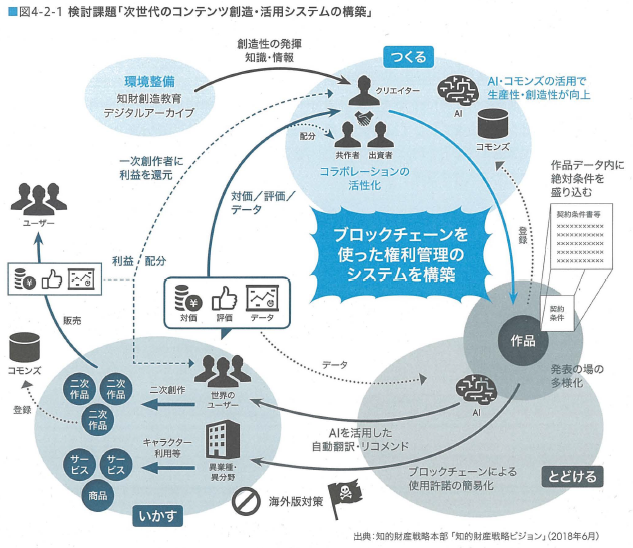 ■図4-2-1 検討課題「次世代のコンテンツ創造・活用システムの構築」
環境整備
知財創造教育
デジタルアーカイブ
創造性の発揮
知識・情報
つくる
クリエイター
配分
共作者
出資者
コラボレーションの
活性化
AI
コモンズ
AI・コモンズの活用で
生産性・創造性が向上
一次創作者に
利益を還元
対価/評価/
データ
ブロックチェーンを
使った権利管理の
システムを構築
登録
作品データ内に
絶対条件を
盛り込む
契約条件書等
××××××××××
××××××××××
××××××××××
××××××××××
××××××××××
契約
条件
作品
発表の場の
多様化
ユーザー
利益
配分
販売
¥
対価
評価
データ
データ
コモンズ
登録
二次
作品
二次
作品
二次
作品
二次創作
世界の
ユーザー
AI
AIを活用した
自動翻訳・リコメンド
サー
ビス
サー
ビス
商品
キャラクター
利用等
異業種・
異分野
いかす
海外版対策
ブロックチェーンによる
使用許諾の簡易化
とどける
出典:知的財産戦略本部「知的財産戦略ビジョン」(2018年6月)